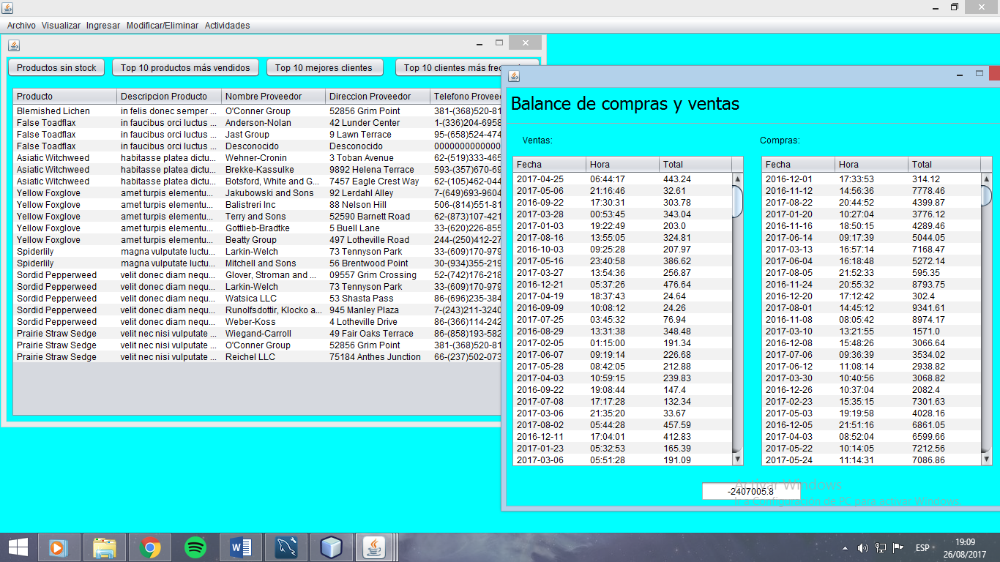 Archivo Visualizar Ingresar Modificar/Eliminar Actividades
Productos sin stock Top 10 productos más vendidos Top 10 mejores clientes Top 10 clientes más
Producto Descripcion Producto Nombre Proveedor Direccion Proveedor Telefono
Blemished Lichen in felis donec semper ... O'Conner Group 52856 Grim Point 381-(368)520-81
False Toadflax in faucibus orci luctus ... Anderson-Nolan 42 Lunder Center 1-(336)204-6958
False Toadflax in faucibus orci luctus ... Jast Group 9 Lawn Terrace 95-(658)524-474
False Toadflax in faucibus orci luctus ... Desconocido Desconocido 0000000000000
Asiatic Witchweed habitasse platea dictu... Wehner-Cronin 3 Toban Avenue 62-(519)333-465
Asiatic Witchweed habitasse platea dictu... Brekke-Kassulke 9892 Helena Terrace 593-(357)670-69
Asiatic Witchweed habitasse platea dictu... Botsford, White and G... 7457 Eagle Crest Way 62-(105)462-044
Yellow Foxglove amet turpis elementu... Jakubowski and Sons 92 Lerdahl Alley 7-(649)693-9604
Yellow Foxglove amet turpis elementu... Balistreri Inc 88 Nelson Hill 506-(814)551-81
Yellow Foxglove amet turpis elementu... Terry and Sons 52590 Barnett Road 62-(873)107-421
Yellow Foxglove amet turpis elementu... Gottlieb-Bradtke 5 Buell Lane 33-(620)226-855
Yellow Foxglove amet turpis elementu... Beatty Group 497 Lotheville Road 244-(250)412-27
Spiderlily magna vulputate luctu... Larkin-Welch 73 Tennyson Park 33-(609)170-979
Spiderlily magna vulputate luctu... Mitchell and Sons 56 Brentwood Point 30-(934)355-219
Sordid Pepperweed velit donec diam nequ... Glover, Stroman and ... 09557 Grim Crossing 52-(742)176-218
Sordid Pepperweed velit donec diam nequ... Larkin-Welch 73 Tennyson Park 33-(609)170-979
Sordid Pepperweed velit donec diam nequ... Watsica LLC 53 Shasta Pass 86-(696)235-384
Sordid Pepperweed velit donec diam nequ... Runolfsdottir, Klocko a... 945 Manley Plaza 7-(243)211-3240
Sordid Pepperweed velit donec diam nequ... Weber-Koss 4 Lotheville Drive 86-(366)114-242
Prairie Straw Sedge velit nec nisi vulputate ... Wiegand-Carroll 49 Fair Oaks Terrace 86-(858)193-582
Prairie Straw Sedge velit nec nisi vulputate ... O'Conner Group 52856 Grim Point 381-(368)520-81
Prairie Straw Sedge velit nec nisi vulputate ... Reichel LLC 75184 Anthes Junction 66-(237)502-073
Balance de compras y ventas
Ventas: Compras:
Fecha Hora Total Fecha Hora Total
2017-04-25 06:44:17 443.24 2016-12-01 17:33:53 314.12
2017-05-06 21:16:46 32.61 2016-11-12 14:56:36 7778.46
2016-09-22 17:30:31 303.78 2017-08-22 20:44:52 4399.87
2017-03-28 00:53:45 343.04 2017-01-20 10:27:04 3776.12
2017-01-03 19:22:49 203.0 2016-11-16 18:50:15 4289.46
2017-08-16 13:55:05 324.81 2017-06-14 09:17:39 5044.05
2016-10-03 09:25:28 207.97 2017-03-13 16:57:14 7168.47
2017-05-16 23:40:58 386.62 2017-06-04 16:18:48 5272.14
2017-03-27 13:54:36 256.87 2017-08-05 21:52:33 595.35
2016-12-21 05:37:26 476.64 2016-11-24 20:55:32 8793.75
2017-04-19 18:37:43 24.64 2016-12-20 17:12:42 302.4
2016-09-09 10:08:12 24.26 2017-08-01 14:45:12 9341.61
2017-07-25 03:45:32 76.94 2016-11-08 08:05:42 8974.17
2016-08-29 13:31:38 348.48 2017-03-10 13:21:55 1571.0
2017-02-05 01:15:00 191.34 2016-12-08 15:48:26 3066.64
2017-06-07 09:19:14 226.68 2017-07-06 09:36:39 3534.02
2017-05-28 08:42:05 212.88 2017-06-12 11:08:14 2938.82
2017-04-03 10:59:15 239.83 2017-03-30 10:40:56 3068.82
2016-09-22 19:08:44 147.4 2016-12-26 10:37:04 2082.4
2017-07-08 17:17:28 132.34 2017-02-23 15:35:15 7301.63
2017-03-06 21:35:20 33.67 2017-05-03 19:19:58 4028.16
2017-08-02 05:44:28 457.59 2016-12-05 21:51:16 6861.05
2016-12-11 17:04:01 412.83 2017-04-03 08:52:04 6599.66
2017-01-23 05:32:53 165.39 2017-05-22 10:14:05 7212.56
2017-03-06 05:51:28 191.09 2017-05-24 11:14:31 7086.86
Activar Windows
-2407005.8
Ir a Configuración de PC para activar Windows.
ESP
19:09
26/08/2017